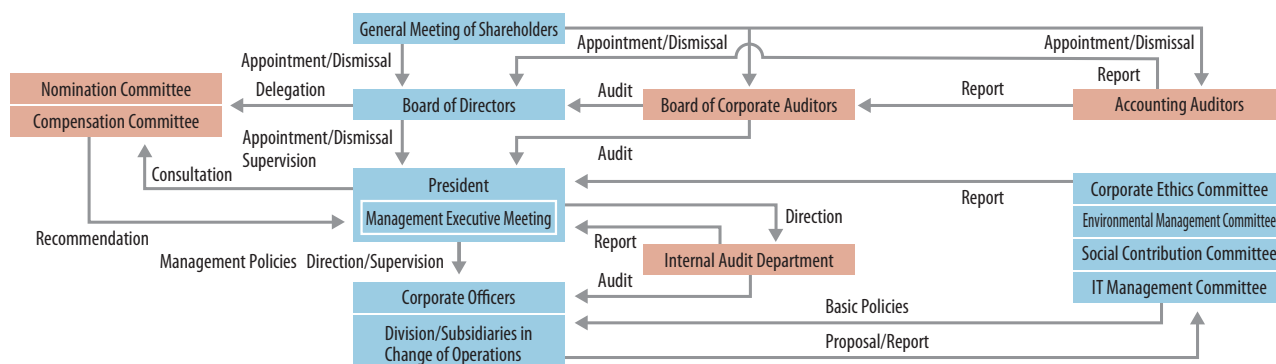 General Meeting of Shareholders
Appointment/Dismissal
Appointment/Dismissal
Appointment/Dismissal
Report
Nomination Committee
Compensation Committee
Delegation
Board of Directors
Audit
Board of Corporate Auditors
Report
Accounting Auditors
Appointment/Dismissal
Supervision
Audit
Consultation
President
Management Executive Meeting
Report
Corporate Ethics Committee
Environmental Management Committee
Social Contribution Committee
IT Management Committee
Direction
Recommendation
Report
Internal Audit Department
Management Policies
Direction/Supervision
Audit
Corporate Officers
Division/Subsidiaries in
Change of Operations
Basic Policies
Proposal/Report